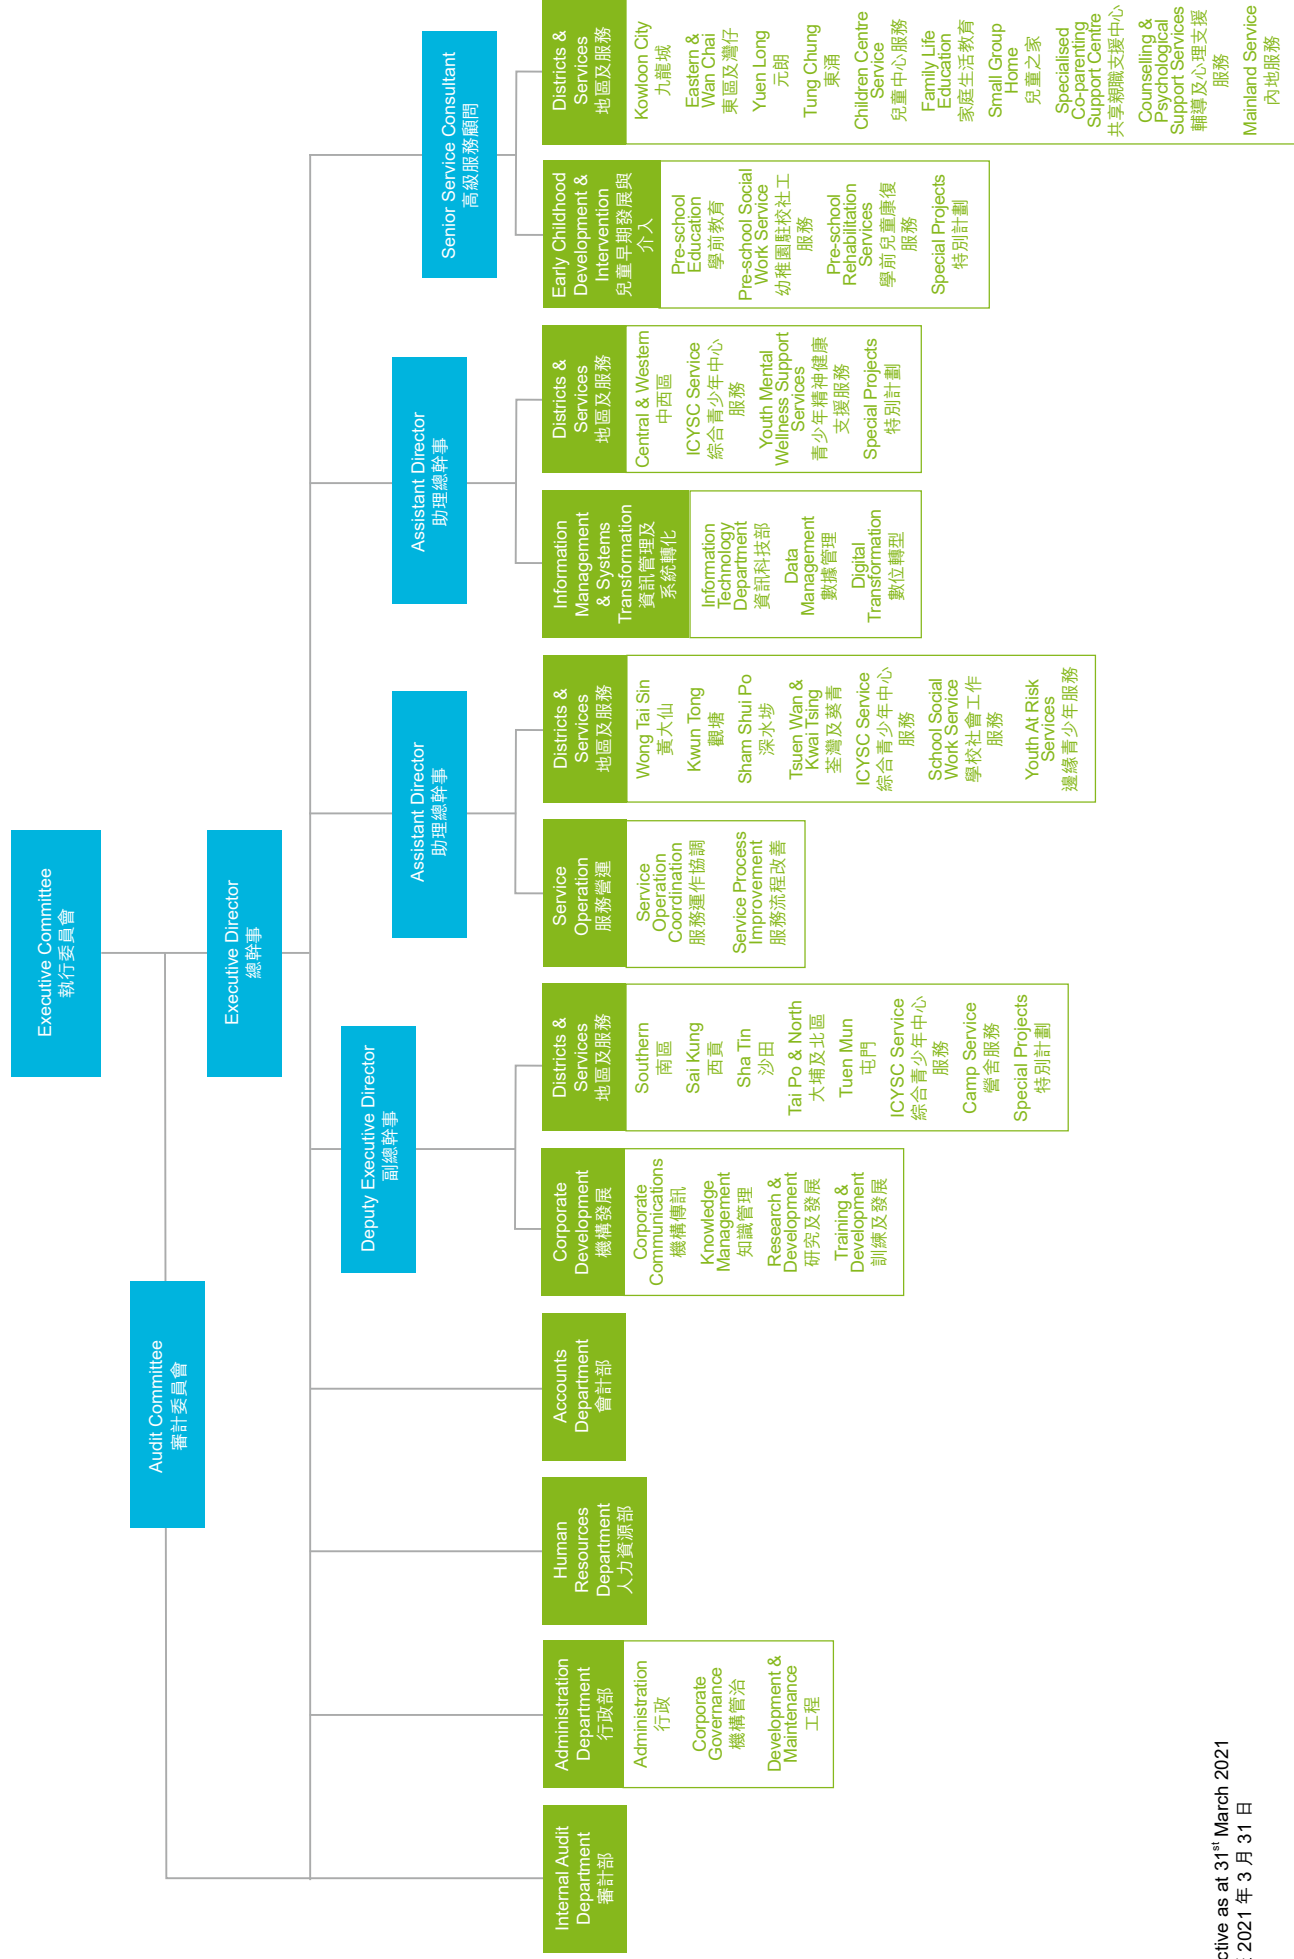 Executive Committee
執行委員會
Audit Committee
審計委員會
Executive Director
總幹事
Deputy Executive Director
副總幹事
Assistant Director
助理總幹事
Assistant Director
助理總幹事
Senior Service Consultant
高級服務顧問
Internal Audit
Department
審計部
Administration
Department
行政部
Administration
行政
Corporate
Governance
機構管治
Development &
Maintenance
工程
Human
Resources
Department
人力資源部
Accounts
Department
會計部
Corporate
Development
機構發展
Corporate
Communications
機構傳訊
Knowledge
Management
知識管理
Research &
Development
研究及發展
Training &
Development
訓練及發展
Districts &
Services
地區及服務
Southern
南區
Sai Kung
西貢
Sha Tin
沙田
Tai Po & North
大埔及北區
Tuen Mun
屯門
ICYSC Service
綜合青少年中心
服務
Camp Service
營舍服務
Special Projects
特別計劃
Service
Operation
服務營運
Service
Operation
Coordination
服務運作協調
Service Process
Improvement
服務流程改善
Districts &
Services
地區及服務
Wong Tai Sin
黃大仙
Kwun Tong
觀塘
Sham Shui Po
深水埗
Tsuen Wan &
Kwai Tsing
荃灣及葵青
ICYSC Service
綜合青少年中心
服務
School Social
Work Service
學校社會工作
服務
Youth At Risk
Services
邊緣青少年服務
Information
Management
& Systems
Transformation
資訊管理及
系統轉化
Information
Technology
Department
資訊科技部
Data
Management
數據管理
Digital
Transformation
數位轉型
Districts &
Services
地區及服務
Central & Western
中西區
ICYSC Service
綜合青少年中心
服務
Youth Mental
Wellness Support
Services
青少年精神健康
支援服務
Special Projects
特別計劃
Early Childhood
Development &
Intervention
兒童早期發展與
介入
Pre-school
Education
學前教育
Pre-school Social
Work Service
幼稚園駐校社工
服務
Pre-school
Rehabilitation
Services
學前兒童康復
服務
Special Projects
特別計劃
Districts &
Services
地區及服務
Kowloon City
九龍城
Eastern &
Wan Chai
東區及灣仔
Yuen Long
元朗
Tung Chung
東涌
Children Centre
Service
兒童中心服務
Family Life
Education
家庭生活教育
Small Group
Home
兒童之家
Specialised
Co-parenting
Support Centre
共享親職支援中心
Counselling &
Psychological
Support Services
輔導及心理支援
服務
Mainland Service
內地服務
ctive as at 31st March 2021
2021 年 3 月 31 日